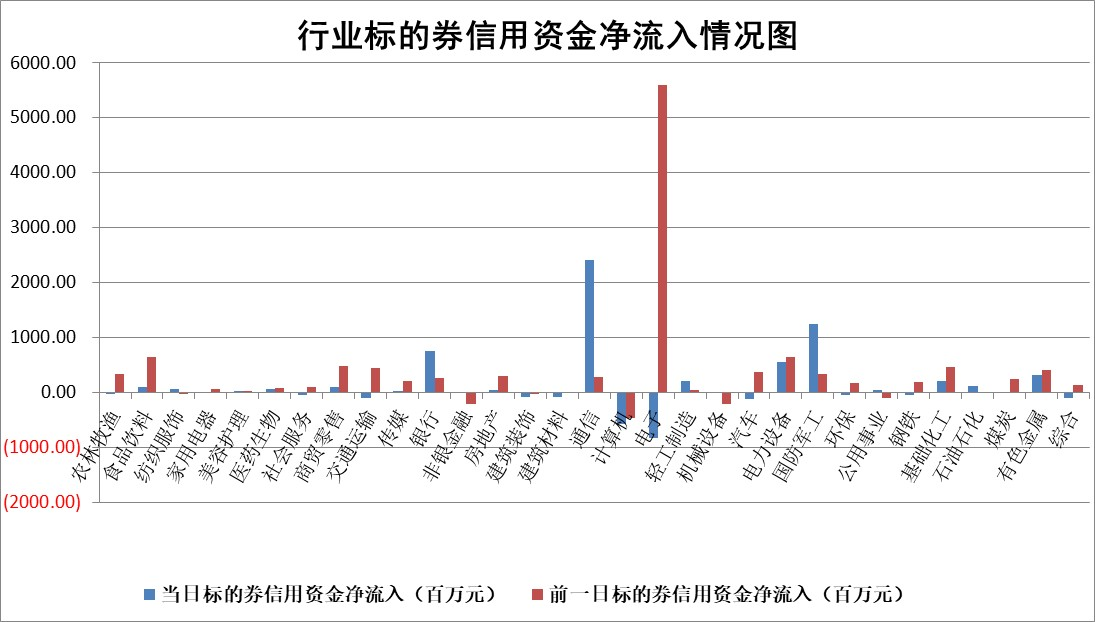 行业标的券信用资金净流入情况图
6000.00
5000.00
4000.00
3000.00
2000.00
1000.00
0.00
(1000.00)
(2000.00)
农林牧渔
食品饮料
纺织服饰
家用电器
美容护理
医药生物
社会服务
商贸零售
交通运输
传媒
银行
非银金融
房地产
建筑装饰
建筑材料
通信
计算机
电子
轻工制造
机械设备
汽车
电力设备
国防军工
环保
公用事业
钢铁
基础化工
石油石化
煤炭
有色金属
综合
当日标的券信用资金净流入（百万元）
前一日标的券信用资金净流入（百万元）